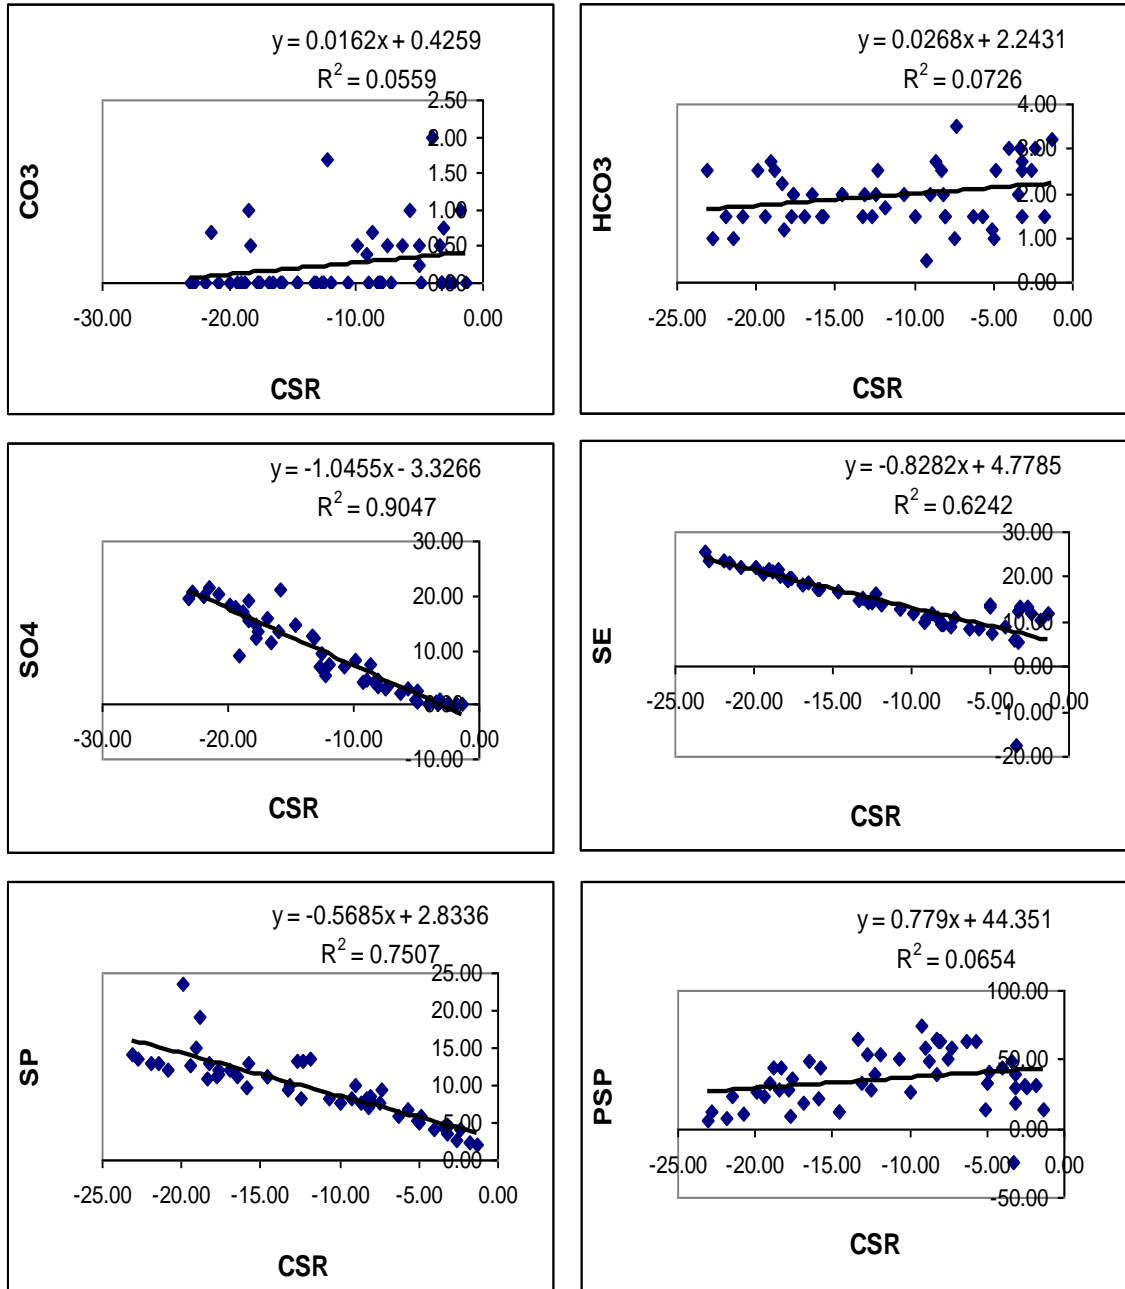 y = 0.0162x + 0.4259
R² = 0.0559
2.50
2.00
1.50
1.00
0.50
0.00
-30.00 -20.00 -10.00 0.00
CO3
CSR
y = 0.0268x + 2.2431
R² = 0.0726
4.00
3.00
2.00
1.00
0.00
-25.00 -20.00 -15.00 -10.00 -5.00 0.00
HCO3
CSR
y = -1.0455x - 3.3266
R² = 0.9047
30.00
20.00
10.00
0.00
-10.00
-30.00 -20.00 -10.00 0.00
SO4
CSR
y = -0.8282x + 4.7785
R² = 0.6242
30.00
20.00
10.00
0.00
-10.00
-20.00
-25.00 -20.00 -15.00 -10.00 -5.00 0.00
SE
CSR
y = -0.5685x + 2.8336
R² = 0.7507
25.00
20.00
15.00
10.00
5.00
0.00
-25.00 -20.00 -15.00 -10.00 -5.00 0.00
SP
CSR
y = 0.779x + 44.351
R² = 0.0654
100.00
50.00
0.00
-50.00
-25.00 -20.00 -15.00 -10.00 -5.00 0.00
PSP
CSR